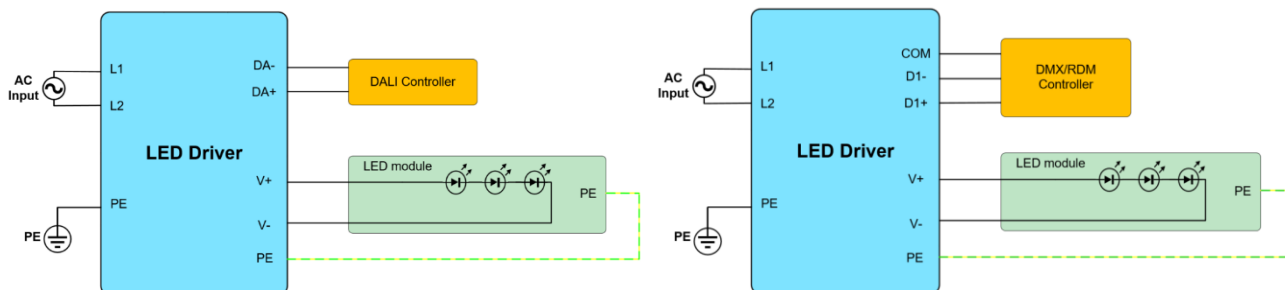 AC
Input
L1
L2
LED Driver
PE
PE
DA-
DA+
DALI Controller
LED module
V+
V-
PE
PE
AC
Input
L1
L2
LED Driver
PE
PE
COM
D1-
D1+
DMX/RDM
Controller
LED module
V+
V-
PE
PE